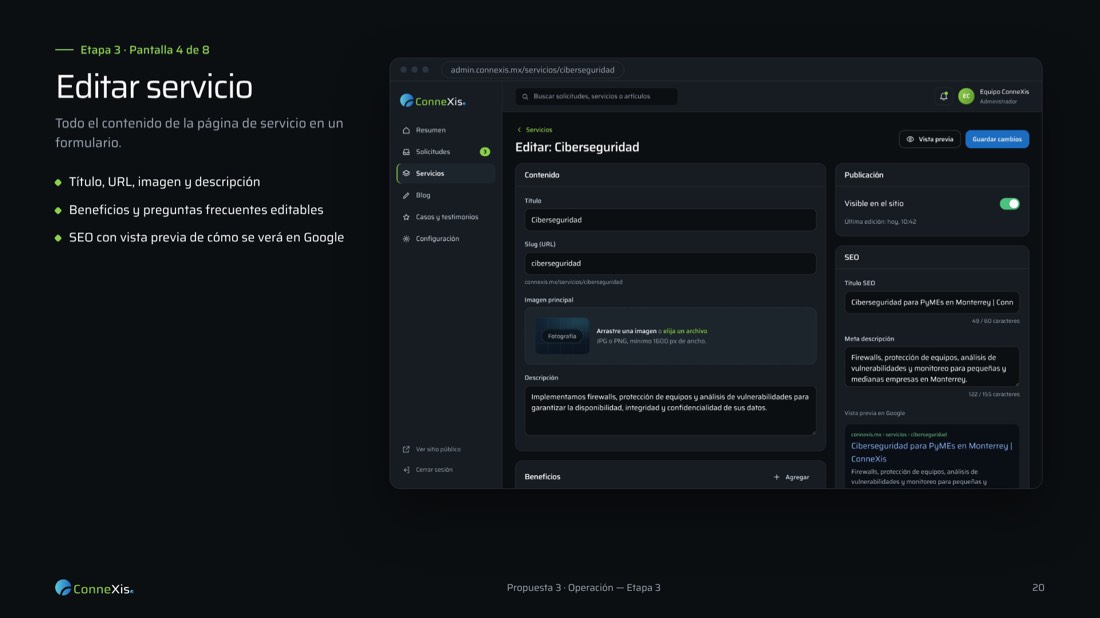 Etapa 3 · Pantalla 4 de 8
Editar servicio
Todo el contenido de la página de servicio en un
formulario.
Título, URL, imagen y descripción
Beneficios y preguntas frecuentes editables
SEO con vista previa de cómo se verá en Google
admin.connexis.mx/servicios/ciberseguridad
ConneXis.
Buscar solicitudes, servicios o artículos
EC
Equipo ConneXis
Administrador
Resumen
Solicitudes
3
Servicios
Blog
Casos y testimonios
Configuración
Ver sitio público
Cerrar sesión
Servicios
Editar: Ciberseguridad
Vista previa
Guardar cambios
Contenido
Título
Ciberseguridad
Slug (URL)
ciberseguridad
connexis.mx/servicios/ciberseguridad
Imagen principal
Fotografía
Arrastre una imagen o elija un archivo
JPG o PNG, mínimo 1600 px de ancho.
Descripción
Implementamos firewalls, protección de equipos y análisis de vulnerabilidades para
garantizar la disponibilidad, integridad y confidencialidad de sus datos.
Beneficios
Agregar
Publicación
Visible en el sitio
Última edición: hoy, 10:42
SEO
Título SEO
Ciberseguridad para PyMEs en Monterrey | Conn
49 / 60 caracteres
Meta descripción
Firewalls, protección de equipos, análisis de
vulnerabilidades y monitoreo para pequeñas y
medianas empresas en Monterrey.
122 / 155 caracteres
Vista previa en Google
connexis.mx › servicios › ciberseguridad
Ciberseguridad para PyMEs en Monterrey |
ConneXis
Firewalls, protección de equipos, análisis de
vulnerabilidades y monitoreo para pequeñas y
ConneXis.
Propuesta 3 · Operación — Etapa 3
20